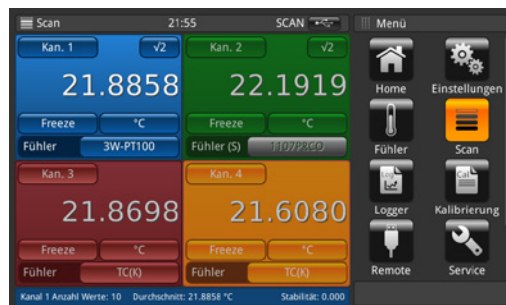 Scan 21:55 SCAN
Kan. 1 √2
21.8858
Freeze °C
Fühler 3W-PT100
Kan. 2 √2
22.1919
Freeze °C
Fühler (S) T107PRCO
Kan. 3
21.8698
Freeze °C
Fühler TC(K)
Kan. 4
21.6080
Freeze °C
Fühler TC(K)
Kanal 1 Anzahl Werte: 10 Durchschnitt: 21.8858 °C Stabilität: 0.000
Menü
Home Einstellungen
Fühler Scan
Log
Cal
Logger Kalibrierung
Remote Service